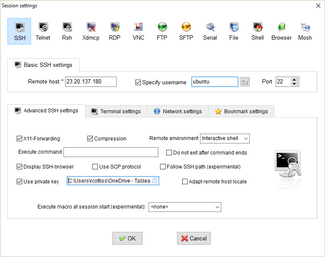 Session settings
SSH Telnet Rsh Xdmcp RDP VNC FTP SFTP Serial File Shell Browser Mosh
Basic SSH settings
Remote host * 23.20.137.180 Specify username ubuntu Port 22
Advanced SSH settings Terminal settings Network settings Bookmark settings
X11-Forwarding Compression Remote environment: Interactive shell
Execute command: Do not exit after command ends
Display SSH-browser Use SCP protocol Follow SSH path (experimental)
Use private key C:\Users\rcottiss\OneDrive - Tablea Adapt remote host locale
Execute macro at session start (experimental): <none>
OK Cancel